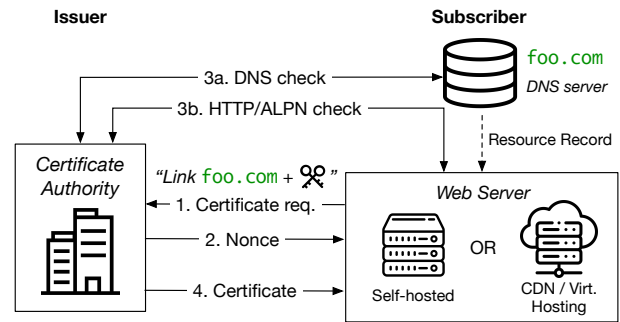 Issuer
Subscriber
foo.com
DNS server
3a. DNS check
3b. HTTP/ALPN check
Resource Record
Certificate
Authority
“Link foo.com + ”
1. Certificate req.
2. Nonce
4. Certificate
Web Server
OR
Self-hosted
CDN / Virt.
Hosting